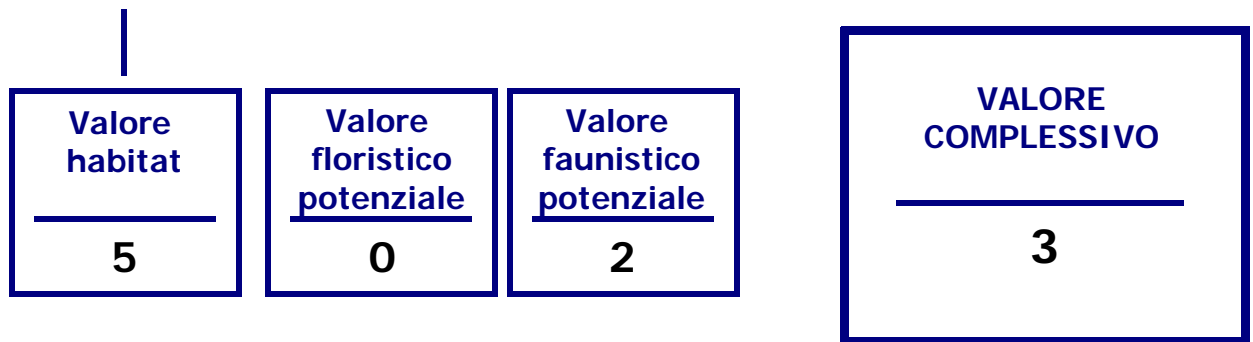 Valore
habitat
5
Valore
floristico
potenziale
0
Valore
faunistico
potenziale
2
VALORE
COMPLESSIVO
3